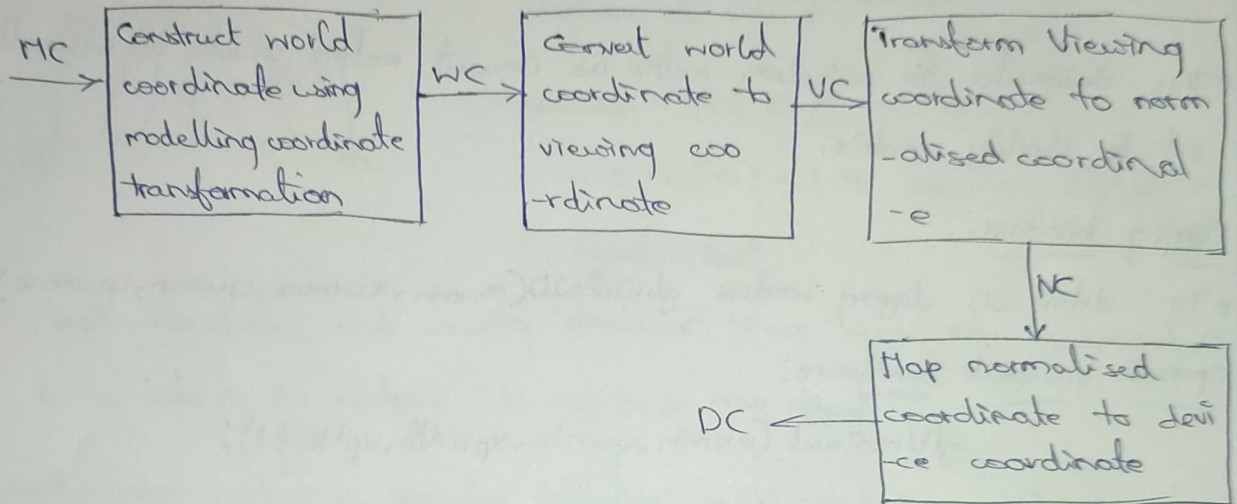 MC
Construct world
coordinate using
modelling coordinate
transformation
WC
Convert world
coordinate to
viewing coo
-rdinate
VC
Transform Viewing
coordinate to norm
-alised coordinat
-e
NC
Map normalised
coordinate to devi
-ce coordinate
DC